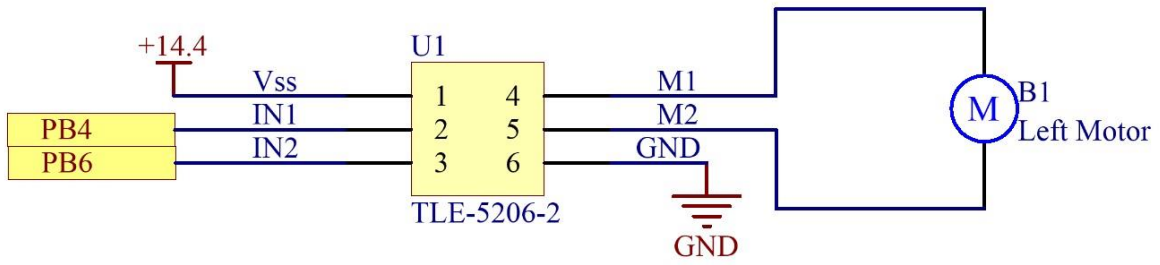 +14.4
U1
Vss
1
4
M1
IN1
2
5
M2
IN2
3
6
GND
PB4
PB6
TLE-5206-2
GND
M
B1
Left Motor